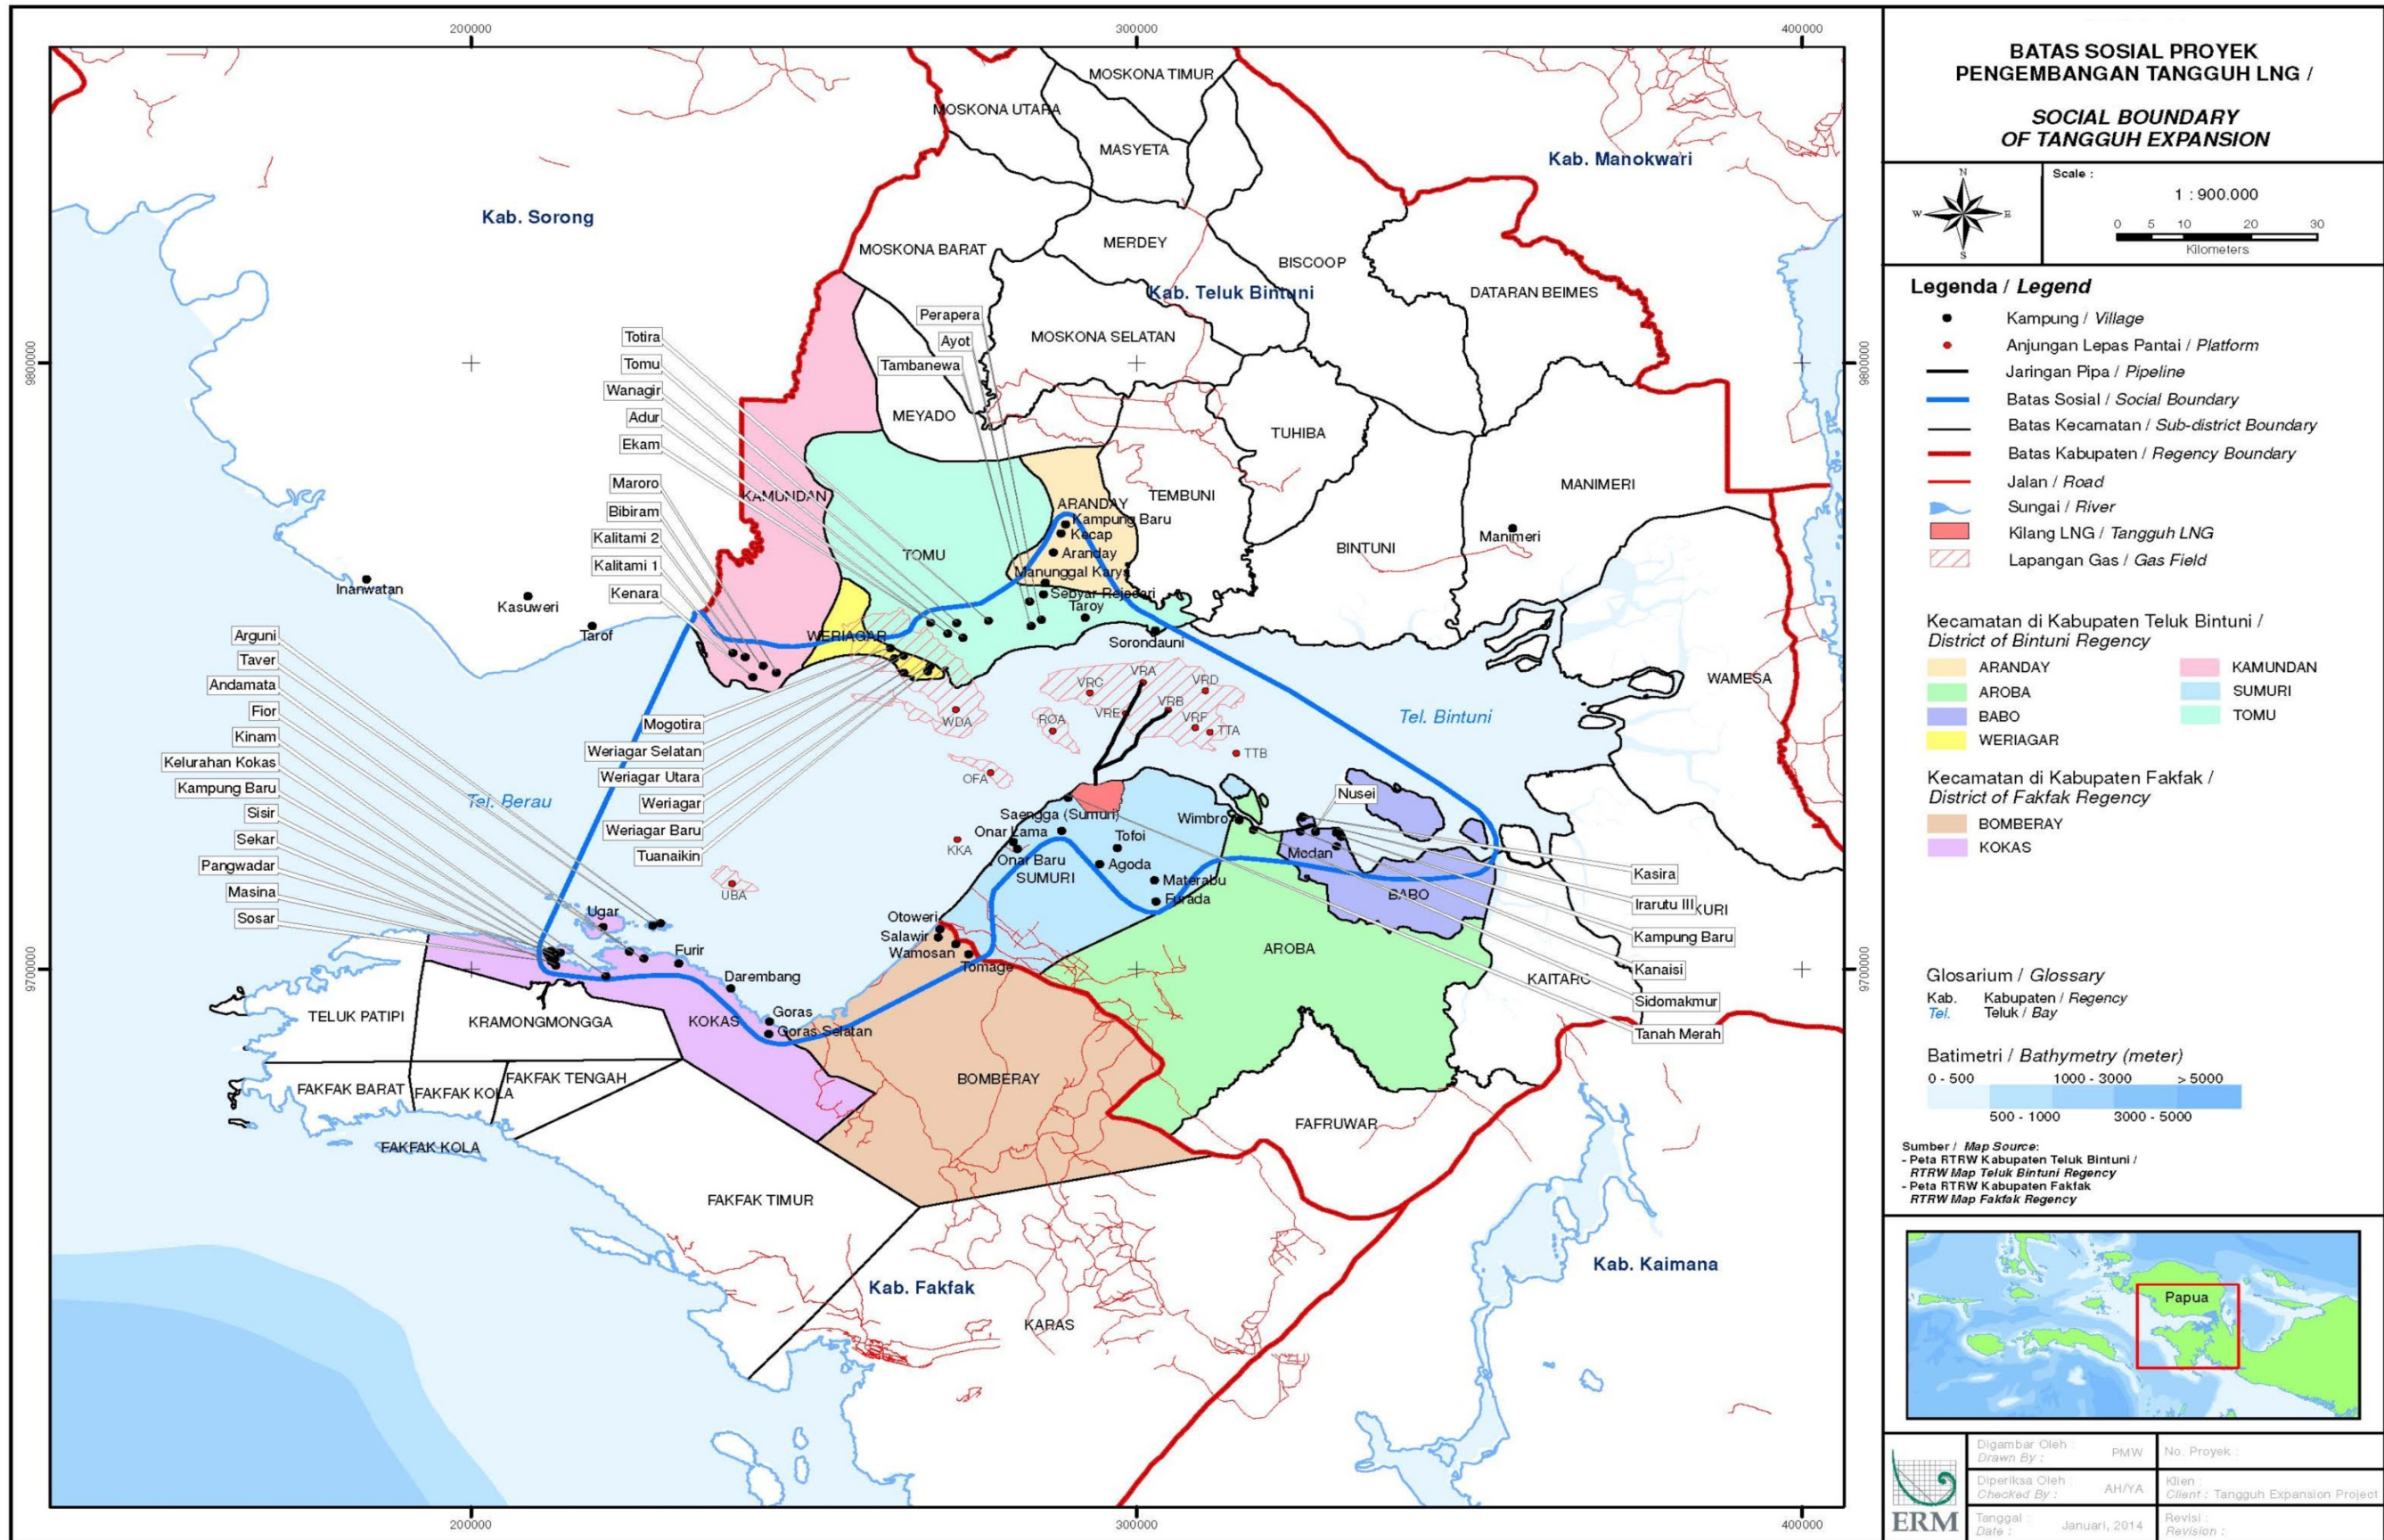 200000
300000
400000
9800000
9700000
9800000
9700000
200000
300000
400000
MOSKONA TIMUR
MOSKONA UTARA
MASYETA
Kab. Manokwari
Kab. Sorong
MERDEY
MOSKONA BARAT
BISCOOP
Kab. Teluk Bintuni
DATARAN BEIMES
MOSKONA SELATAN
Perapera
Ayot
Tambanewa
Totira
Tomu
Wanagir
Adur
Ekam
Maroro
Bibiram
Kalitami 2
Kalitami 1
Kenara
MEYADO
TUHIBA
KAMUNDAN
ARANDAY
TEMBUNI
MANIMERI
Kampung Baru
Kecap
Aranday
Manunggal Karya
TOMU
BINTUNI
Manimeri
Inanwatan
Kasuweri
Tarof
Sebyar Rejosari
Taroy
Sorondauni
WERIAGAR
WAMESA
VRA
VRC
VRD
VRB
VRE
VRF
TTA
TTB
WDA
ROA
OFA
KKA
UBA
Tel. Bintuni
Tel. Berau
Mogotira
Weriagar Selatan
Weriagar Utara
Weriagar
Weriagar Baru
Tuanaikin
Arguni
Taver
Andamata
Fior
Kinam
Kelurahan Kokas
Kampung Baru
Sisir
Sekar
Pangwadar
Masina
Sosar
Saengga (Sumuri)
Onar Lama
Onar Baru
SUMURI
Tofoi
Agoda
Materabu
Furada
Wimbro
Nusei
Modan
BABO
Kasira
Irarutu III
KURI
Kampung Baru
Kanaisi
Sidomakmur
Tanah Merah
Ugar
Furir
Darembang
Goras
Goras Selatan
Otoweri
Salawir
Wamosan
Tomage
AROBA
KAITARO
TELUK PATIPI
KRAMONGMONGGA
KOKAS
FAKFAK BARAT
FAKFAK KOLA
FAKFAK TENGAH
FAKFAK KOLA
BOMBERAY
FAFRUWAR
FAKFAK TIMUR
Kab. Fakfak
KARAS
Kab. Kaimana
BATAS SOSIAL PROYEK
PENGEMBANGAN TANGGUH LNG /
SOCIAL BOUNDARY
OF TANGGUH EXPANSION
N
W
E
S
Scale :
1 : 900.000
0 5 10 20 30
Kilometers
Legenda / Legend
Kampung / Village
Anjungan Lepas Pantai / Platform
Jaringan Pipa / Pipeline
Batas Sosial / Social Boundary
Batas Kecamatan / Sub-district Boundary
Batas Kabupaten / Regency Boundary
Jalan / Road
Sungai / River
Kilang LNG / Tangguh LNG
Lapangan Gas / Gas Field
Kecamatan di Kabupaten Teluk Bintuni /
District of Bintuni Regency
ARANDAY KAMUNDAN
AROBA SUMURI
BABO TOMU
WERIAGAR
Kecamatan di Kabupaten Fakfak /
District of Fakfak Regency
BOMBERAY
KOKAS
Glosarium / Glossary
Kab. Kabupaten / Regency
Tel. Teluk / Bay
Batimetri / Bathymetry (meter)
0 - 500 1000 - 3000 > 5000
500 - 1000 3000 - 5000
Sumber / Map Source:
- Peta RTRW Kabupaten Teluk Bintuni /
RTRW Map Teluk Bintuni Regency
- Peta RTRW Kabupaten Fakfak
RTRW Map Fakfak Regency
Papua
ERM
Digambar Oleh :
Drawn By : PMW
No. Proyek :
Diperiksa Oleh
Checked By : AH/YA
Klien :
Client : Tangguh Expansion Project
Tanggal :
Date : Januari, 2014
Revisi :
Revision :